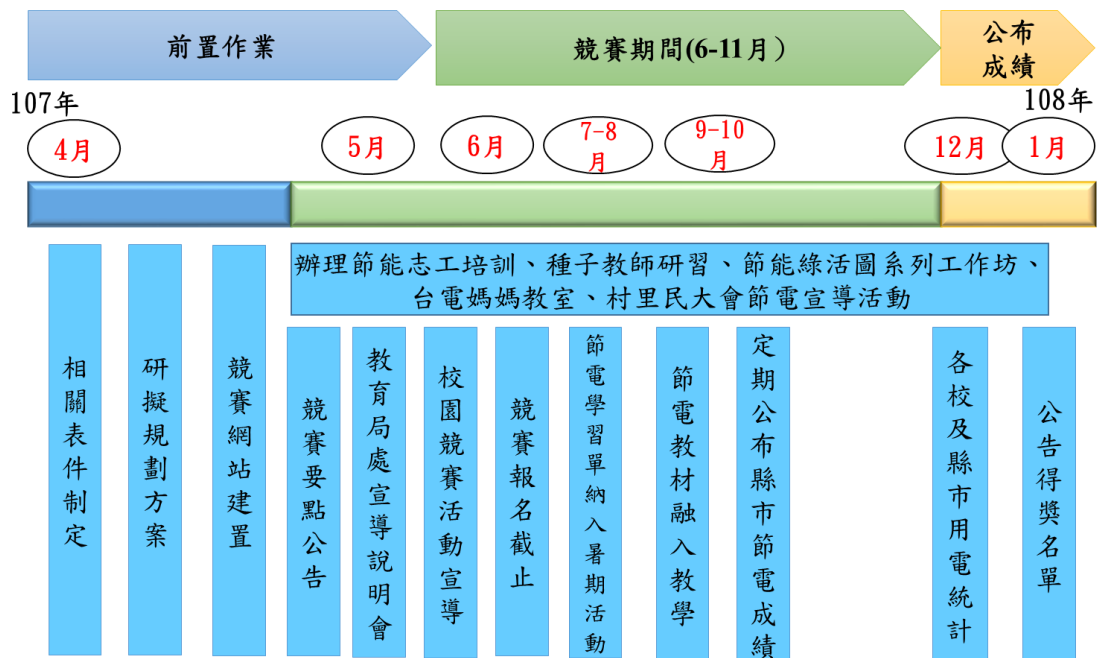 前置作業
競賽期間(6-11月）
公布
成績
107年
108年
4月
5月
6月
7-8
月
9-10
月
12月
1月
辦理節能志工培訓、種子教師研習、節能綠活圖系列工作坊、
台電媽媽教室、村里民大會節電宣導活動
相關表件制定
研擬規劃方案
競賽網站建置
競賽要點公告
教育局處宣導說明會
校園競賽活動宣導
競賽報名截止
節電學習單納入暑期活動
節電教材融入教學
定期公布縣市節電成績
各校及縣市用電統計
公告得獎名單